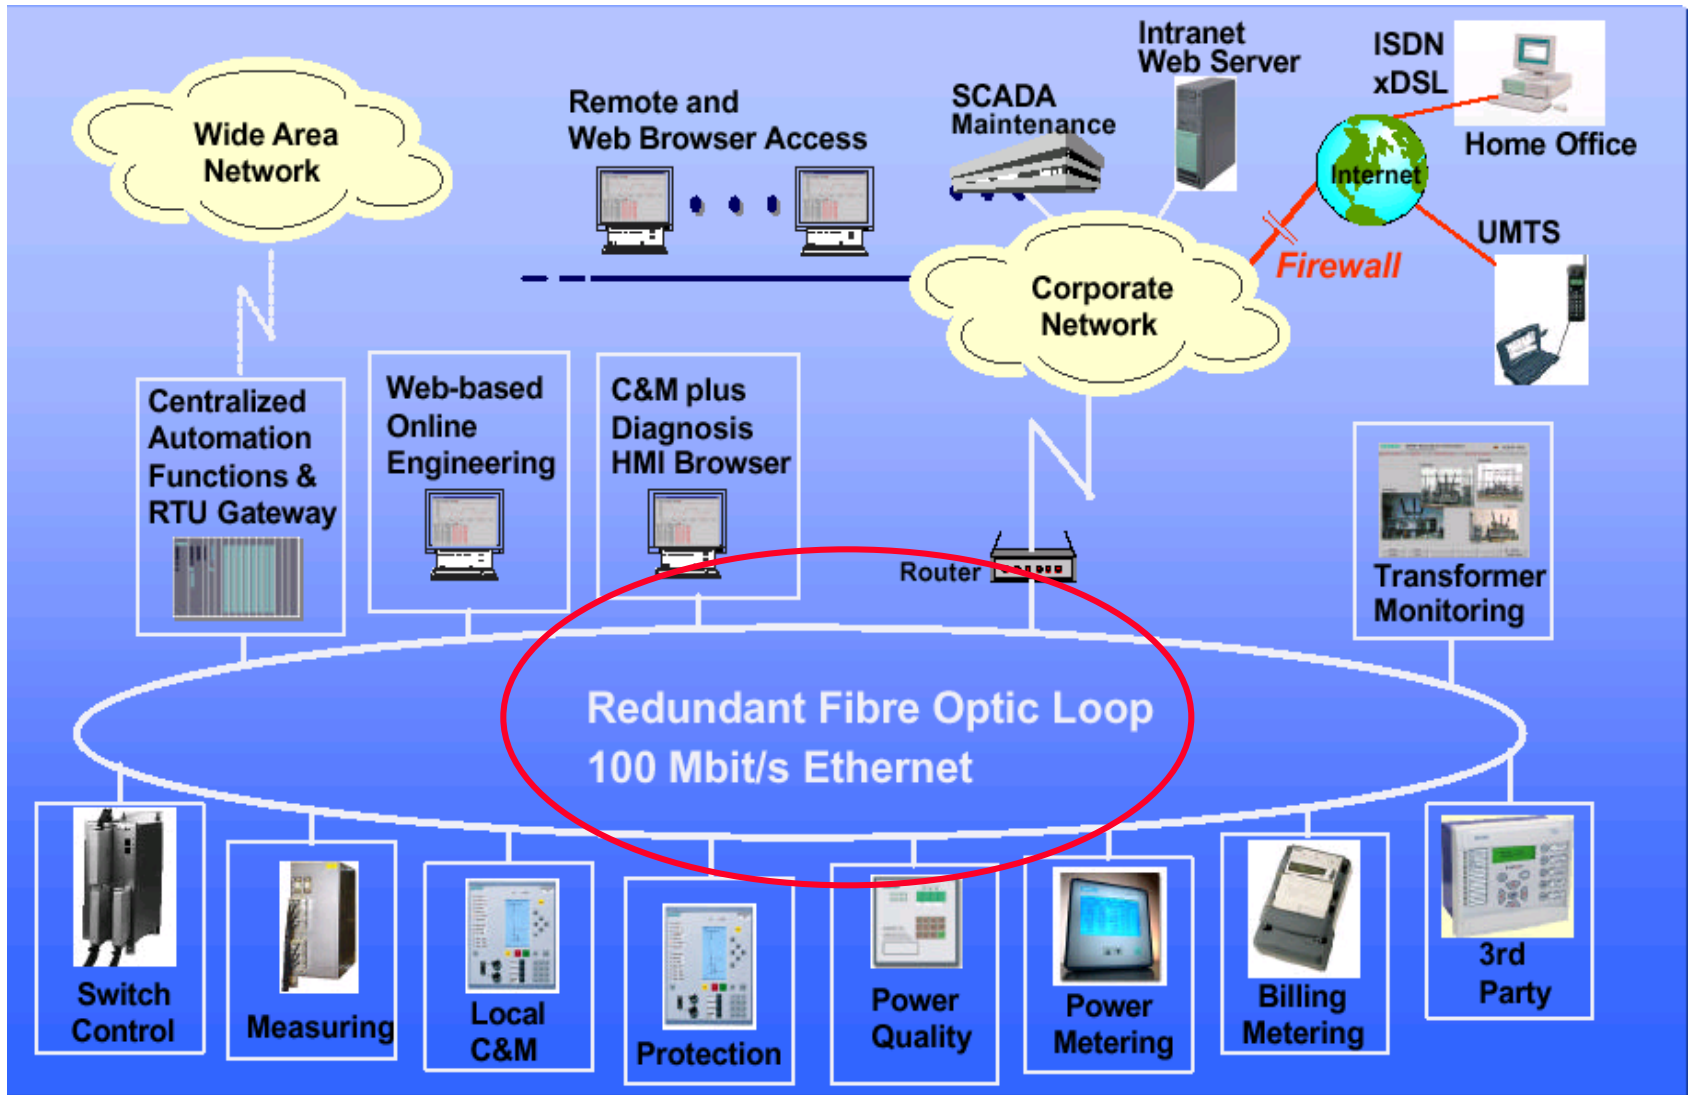 Wide Area
Network
Remote and
Web Browser Access
SCADA
Maintenance
Intranet
Web Server
ISDN
xDSL
Home Office
Internet
UMTS
Firewall
Corporate
Network
Centralized
Automation
Functions &
RTU Gateway
Web-based
Online
Engineering
C&M plus
Diagnosis
HMI Browser
Router
Transformer
Monitoring
Redundant Fibre Optic Loop
100 Mbit/s Ethernet
Switch
Control
Measuring
Local
C&M
Protection
Power
Quality
Power
Metering
Billing
Metering
3rd
Party